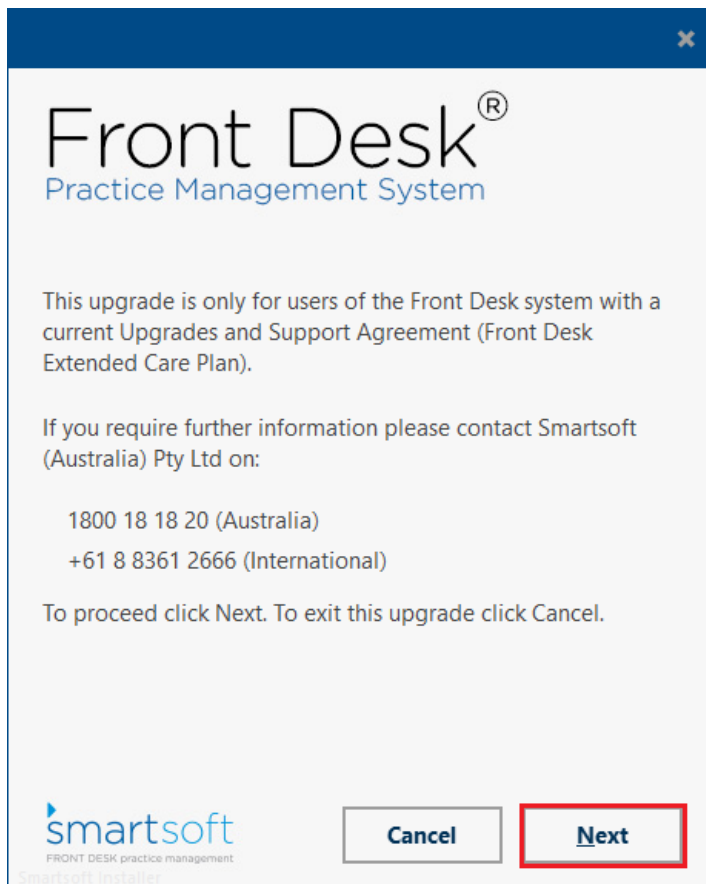 Front Desk®
Practice Management System
This upgrade is only for users of the Front Desk system with a
current Upgrades and Support Agreement (Front Desk
Extended Care Plan).
If you require further information please contact Smartsoft
(Australia) Pty Ltd on:
1800 18 18 20 (Australia)
+61 8 8361 2666 (International)
To proceed click Next. To exit this upgrade click Cancel.
smartsoft
FRONT DESK practice management
Cancel
Next
Smartsoft Installer